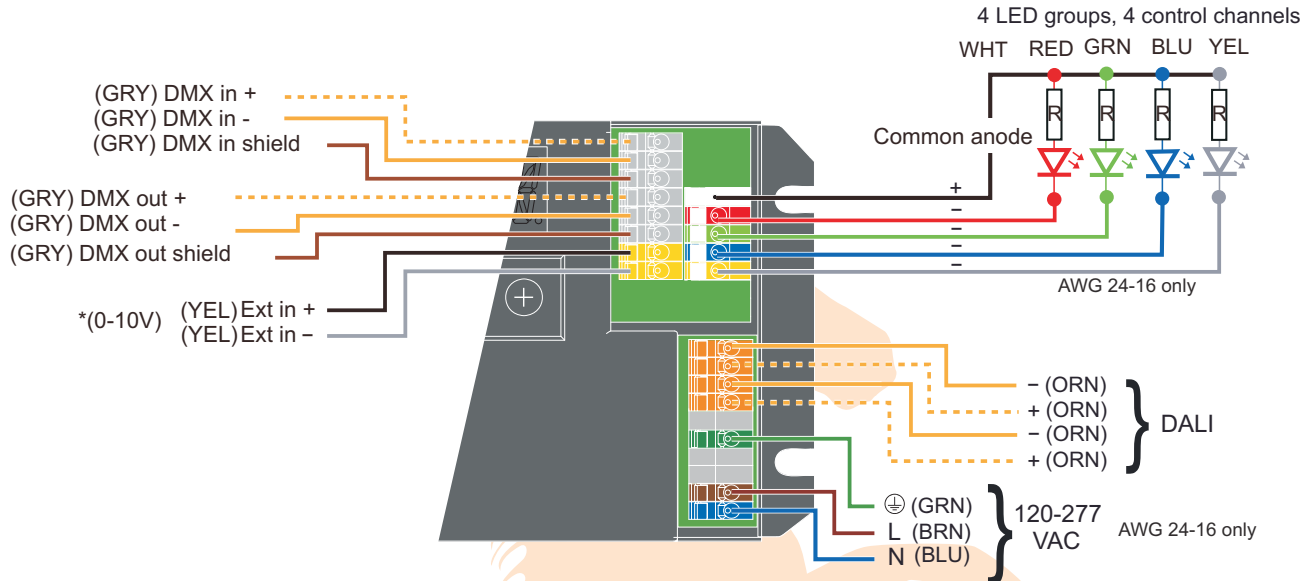 4 LED groups, 4 control channels
WHT RED GRN BLU YEL
(GRY) DMX in +
(GRY) DMX in -
(GRY) DMX in shield
R R R R
Common anode
(GRY) DMX out +
(GRY) DMX out -
(GRY) DMX out shield
+
−
−
−
−
AWG 24-16 only
*(0-10V)
(YEL) Ext in +
(YEL) Ext in −
− (ORN)
+ (ORN)
− (ORN)
+ (ORN)
DALI
(GRN)
L (BRN)
N (BLU)
120-277
VAC
AWG 24-16 only